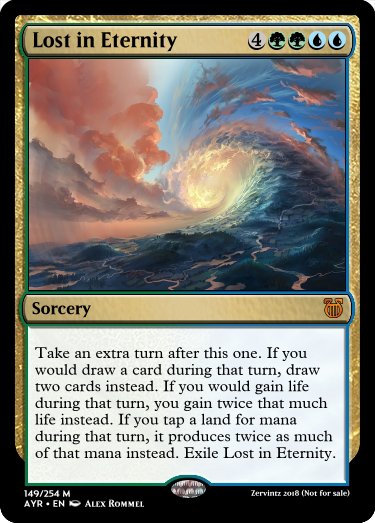 Lost in Eternity 4
Sorcery
Take an extra turn after this one. If you
would draw a card during that turn, draw
two cards instead. If you would gain life
during that turn, you gain twice that much
life instead. If you tap a land for mana
during that turn, it produces twice as much
of that mana instead. Exile Lost in Eternity.
149/254 M
AYR • EN Alex Rommel
Zervintz 2018 (Not for sale)